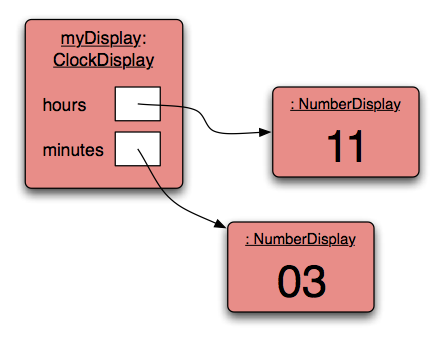 myDisplay:
ClockDisplay
hours
minutes
: NumberDisplay
11
: NumberDisplay
03